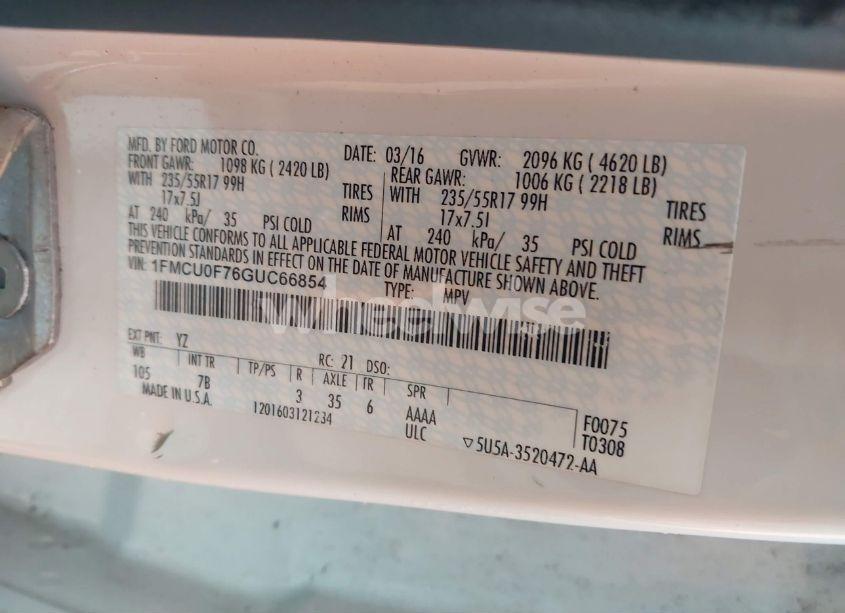 MFD. BY FORD MOTOR CO. DATE: 03/16 GVWR: 2096 KG ( 4620 LB)
FRONT GAWR: 1098 KG ( 2420 LB) REAR GAWR: 1006 KG ( 2218 LB)
WITH 235/55R17 99H TIRES WITH 235/55R17 99H TIRES
17x7.5J RIMS 17x7.5J RIMS
AT 240 kPa/ 35 PSI COLD AT 240 kPa/ 35 PSI COLD
THIS VEHICLE CONFORMS TO ALL APPLICABLE FEDERAL MOTOR VEHICLE SAFETY AND THEFT
PREVENTION STANDARDS IN EFFECT ON THE DATE OF MANUFACTURE SHOWN ABOVE.
VIN: 1FMCU0F76GUC66854 TYPE: MPV
wheelwise
EXT PNT: YZ RC: 21 DSO:
WB INT TR TP/PS R AXLE TR SPR
105 7B 3 35 6 AAAA F0075
MADE IN U.S.A. 1201603121234 ULC T0308
▽5U5A-3520472-AA